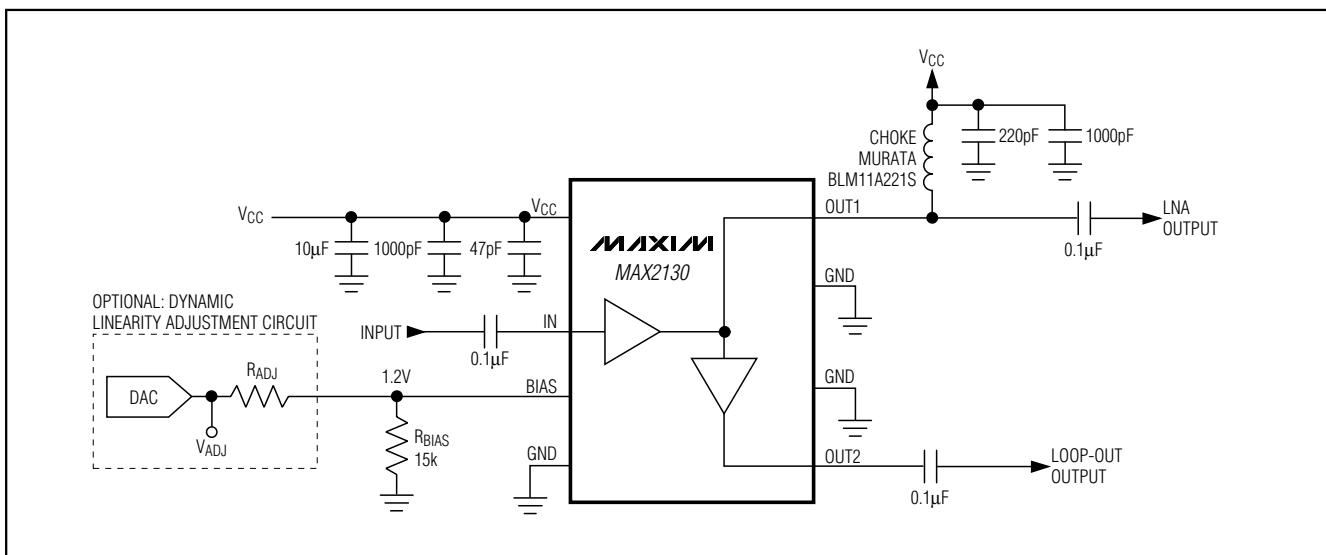 VCC
CHOKE
MURATA
BLM11A221S
220pF
1000pF
VCC
VCC
OUT1
LNA
OUTPUT
0.1µF
10µF
1000pF
47pF
MAXIM
MAX2130
GND
OPTIONAL: DYNAMIC
LINEARITY ADJUSTMENT CIRCUIT
INPUT
IN
0.1µF
DAC
RADJ
VADJ
1.2V
BIAS
GND
RBIAS
15k
GND
OUT2
LOOP-OUT
OUTPUT
0.1µF